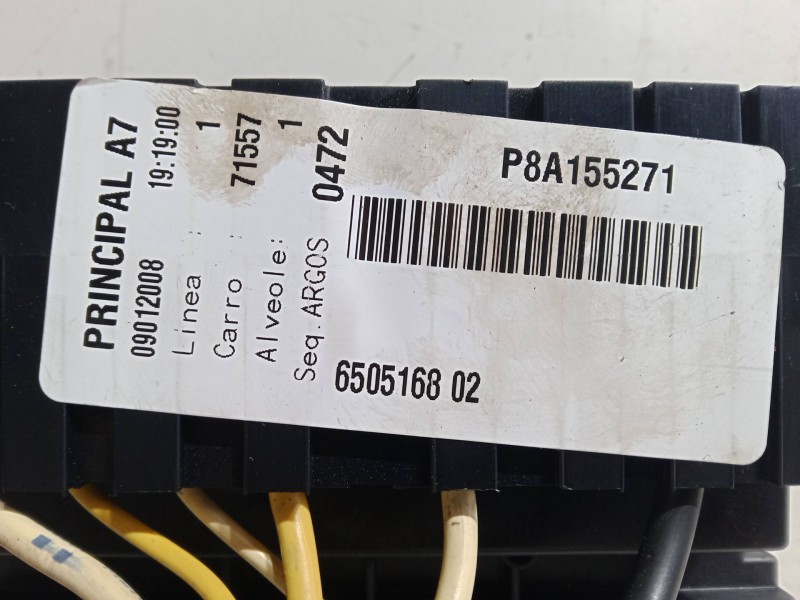 PRINCIPAL A7
09012008 19:19:00
Linea : 1
Carro : 71557
Alveole: 1
Seq.ARGOS 0472
P8A155271
6505168 02